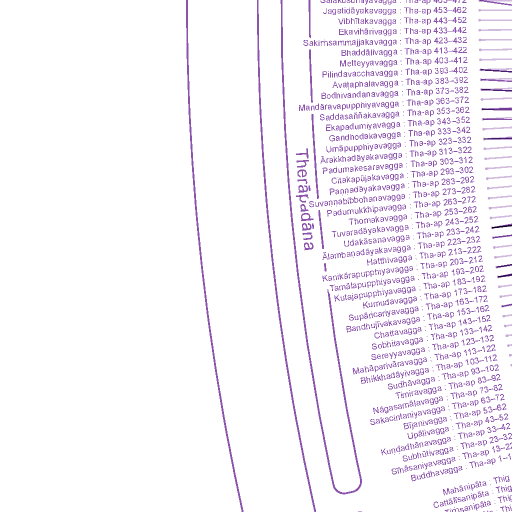 Jagatidāyakavagga : Tha-ap 453–462
Vibhītakavagga : Tha-ap 443–452
Ekavihārivagga : Tha-ap 433–442
Sakiṃsammajjakavagga : Tha-ap 423–432
Bhaddālivagga : Tha-ap 413–422
Metteyyavagga : Tha-ap 403–412
Pilindavacchavagga : Tha-ap 393–402
Avaṭaphalavagga : Tha-ap 383–392
Bodhivandanavagga : Tha-ap 373–382
Mandāravapupphiyavagga : Tha-ap 363–372
Saddasaññakavagga : Tha-ap 353–362
Ekapadumiyavagga : Tha-ap 343–352
Gandhodakavagga : Tha-ap 333–342
Umāpupphiyavagga : Tha-ap 323–332
Ārakkhadāyakavagga : Tha-ap 313–322
Padumakesaravagga : Tha-ap 303–312
Citakapūjakavagga : Tha-ap 293–302
Paṇṇadāyakavagga : Tha-ap 283–292
Suvaṇṇabibbohanavagga : Tha-ap 273–282
Padumukkhipavagga : Tha-ap 263–272
Thomakavagga : Tha-ap 253–262
Tuvaradāyakavagga : Tha-ap 243–252
Udakāsanavagga : Tha-ap 233–242
Ālambaṇadāyakavagga : Tha-ap 223–232
Hatthivagga : Tha-ap 213–222
Kaṇikārapupphiyavagga : Tha-ap 203–212
Tamālapupphiyavagga : Tha-ap 193–202
Kuṭajapupphiyavagga : Tha-ap 183–192
Kumudavagga : Tha-ap 173–182
Supāricariyavagga : Tha-ap 163–172
Bandhujīvakavagga : Tha-ap 153–162
Chattavagga : Tha-ap 143–152
Sobhitavagga : Tha-ap 133–142
Sereyyavagga : Tha-ap 123–132
Mahāparivāravagga : Tha-ap 113–122
Bhikkhadāyivagga : Tha-ap 103–112
Sudhāvagga : Tha-ap 93–102
Timiravagga : Tha-ap 83–92
Nāgasamālavagga : Tha-ap 73–82
Sakacintaniyavagga : Tha-ap 63–72
Bījanivagga : Tha-ap 53–62
Upālivagga : Tha-ap 43–52
Kuṇḍadhānavagga : Tha-ap 33–42
Subhūtivagga : Tha-ap 23–32
Sīhāsaniyavagga : Tha-ap 13–22
Buddhavagga : Tha-ap 1–1
Therāpadāna
Mahānipāta : Thig
Cattālīsanipāta : Thig